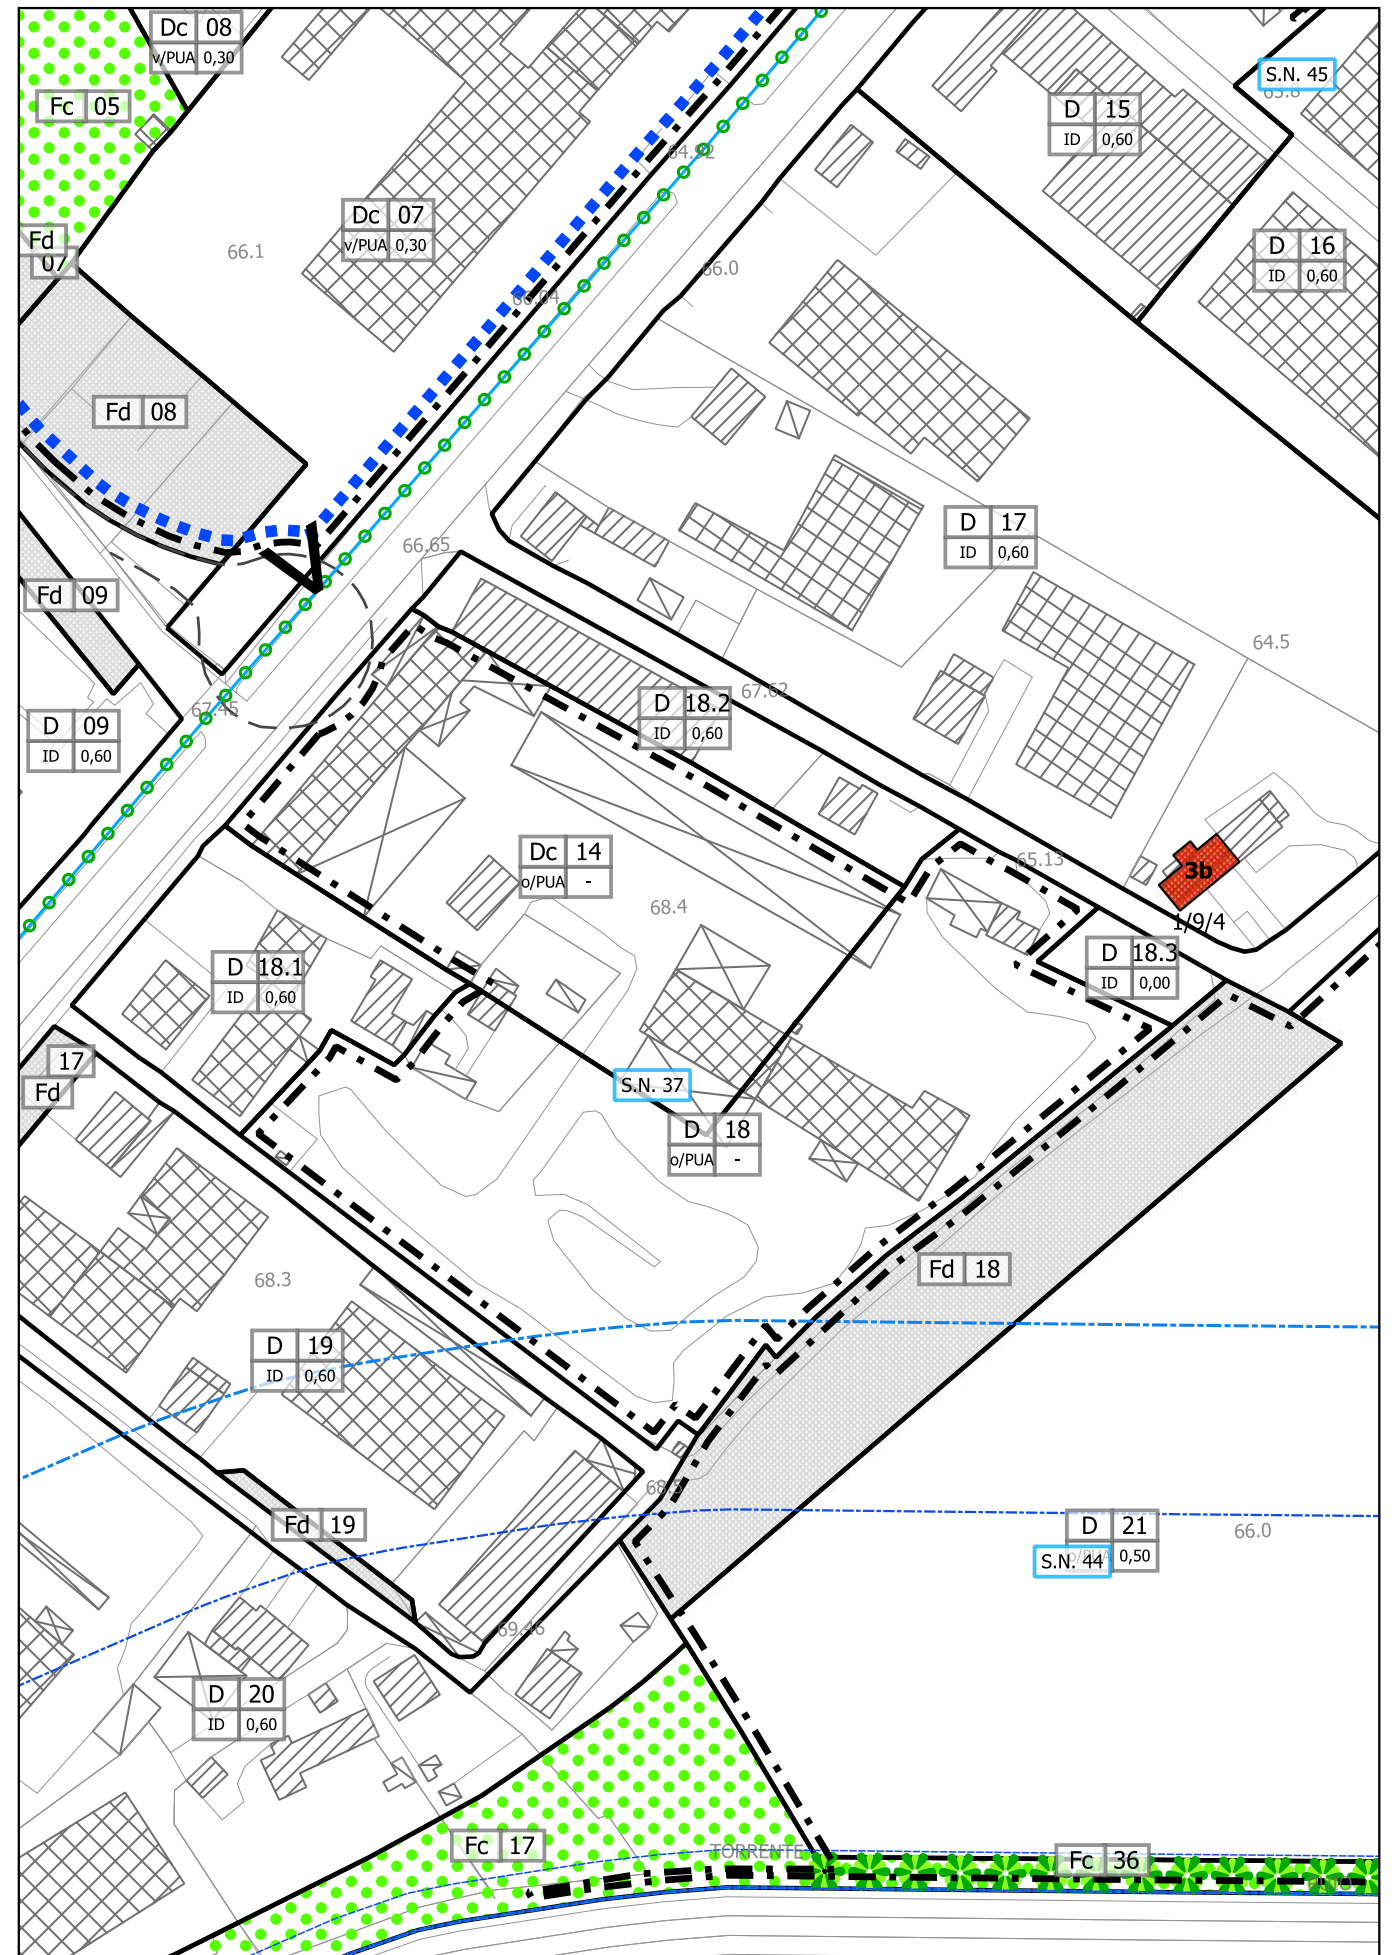 Dc 08
v/PUA 0,30
Fc 05
S.N. 45
63.8
D 15
ID 0,60
64.92
Dc 07
v/PUA 0,30
Fd
07
66.1
D 16
ID 0,60
66.0
66.04
Fd 08
D 17
ID 0,60
66.65
Fd 09
64.5
67.62
D 18.2
ID 0,60
67.45
D 09
ID 0,60
Dc 14
o/PUA -
65.13
3b
1/9/4
68.4
D 18.1
ID 0,60
D 18.3
ID 0,00
17
Fd
S.N. 37
D 18
o/PUA -
Fd 18
68.3
D 19
ID 0,60
68.5
Fd 19
D 21
o/PUA 0,50
S.N. 44
66.0
69.46
D 20
ID 0,60
Fc 17
TORRENTE
Fc 36